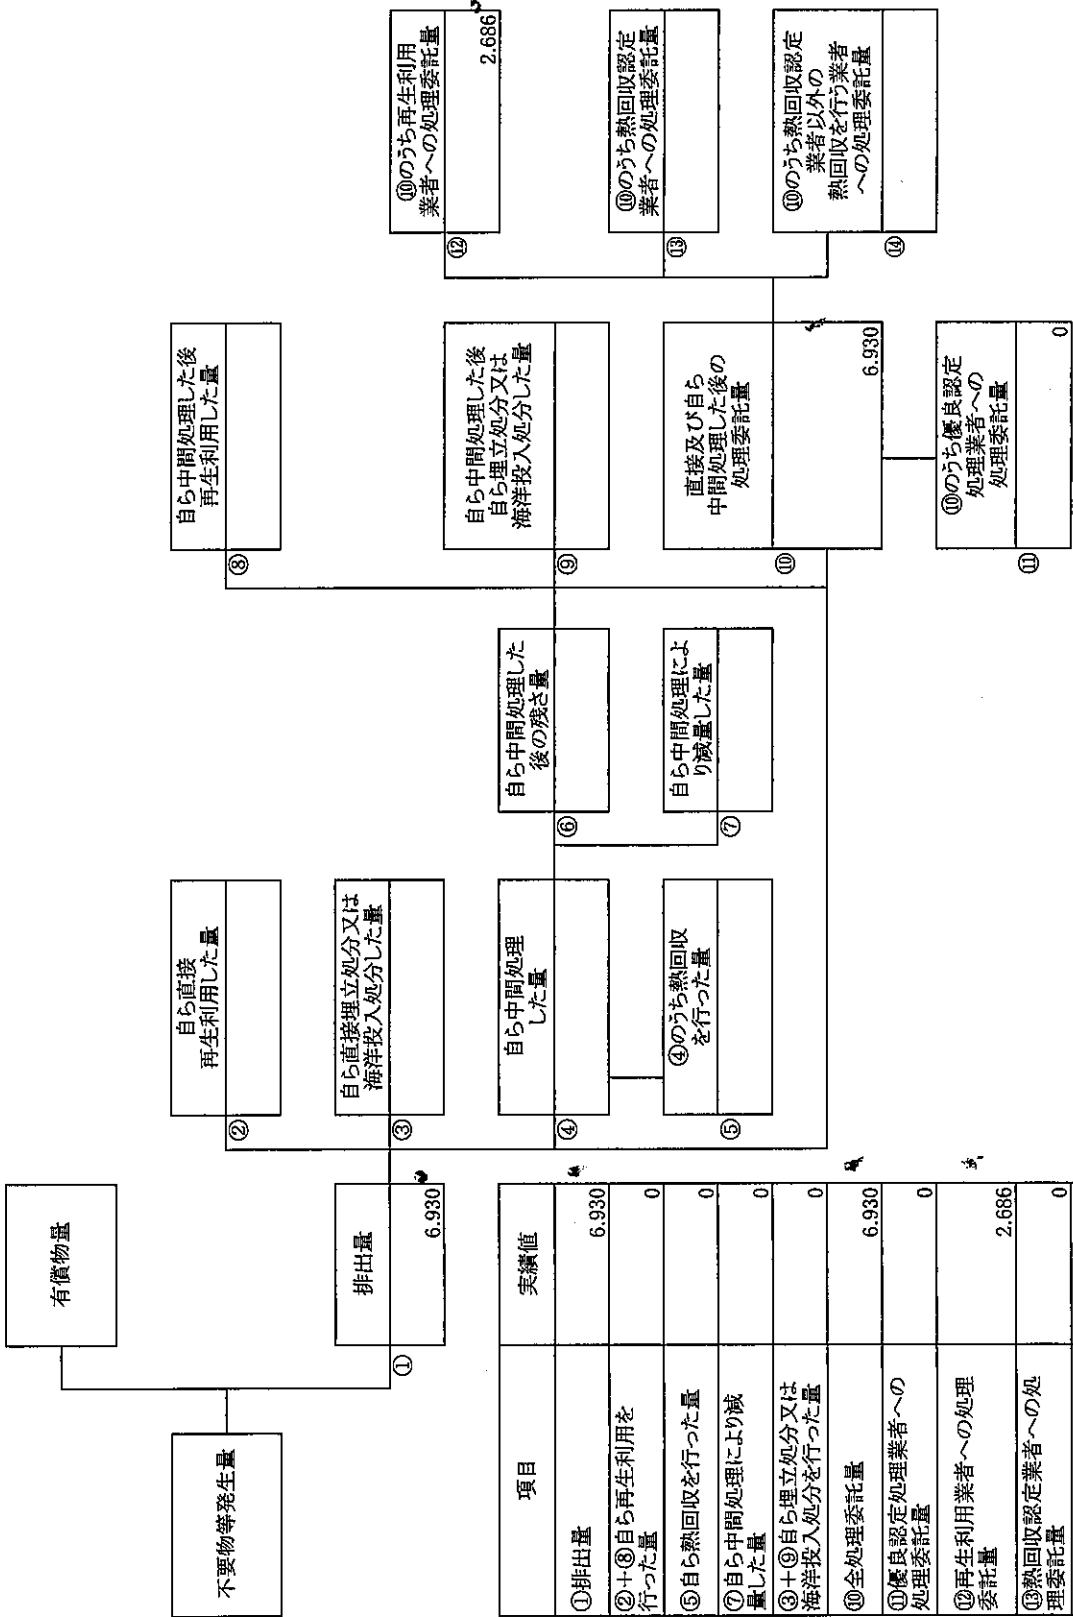 不要物等発生量
有償物量
①
排出量
6.930
②
自ら直接
再生利用した量
③
自ら直接埋立処分又は
海洋投入処分した量
④
自ら中間処理
した量
⑤
④のうち熱回収
を行った量
⑥
自ら中間処理した
後の残さ量
⑦
自ら中間処理によ
り減量した量
⑧
自ら中間処理した後
再生利用した量
⑨
自ら中間処理した後
自ら埋立処分又は
海洋投入処分した量
⑩
直接及び自ら
中間処理した後の
処理委託量
6.930
⑪
⑩のうち優良認定
処理業者への
処理委託量
0
⑫
⑩のうち再生利用
業者への処理委託量
2.686
⑬
⑩のうち熱回収認定
業者への処理委託量
⑭
⑩のうち熱回収認定
業者以外の
熱回収を行う業者
への処理委託量
項目
実績値
①排出量
6.930
②+⑧自ら再生利用を
行った量
0
⑤自ら熱回収を行った量
0
⑦自ら中間処理により減
量した量
0
③+⑨自ら埋立処分又は
海洋投入処分を行った量
0
⑩全処理委託量
6.930
⑪優良認定処理業者への
処理委託量
0
⑫再生利用業者への処理
委託量
2.686
⑬熱回収認定業者への処
理委託量
0